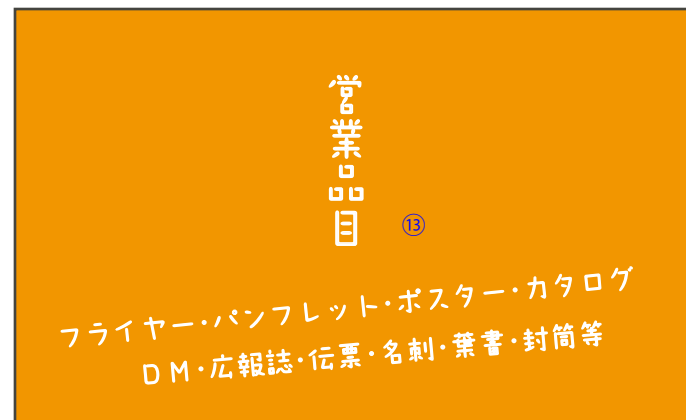 営業品目
⑬
フライヤー・パンフレット・ポスター・カタログ
DM・広報誌・伝票・名刺・葉書・封筒等